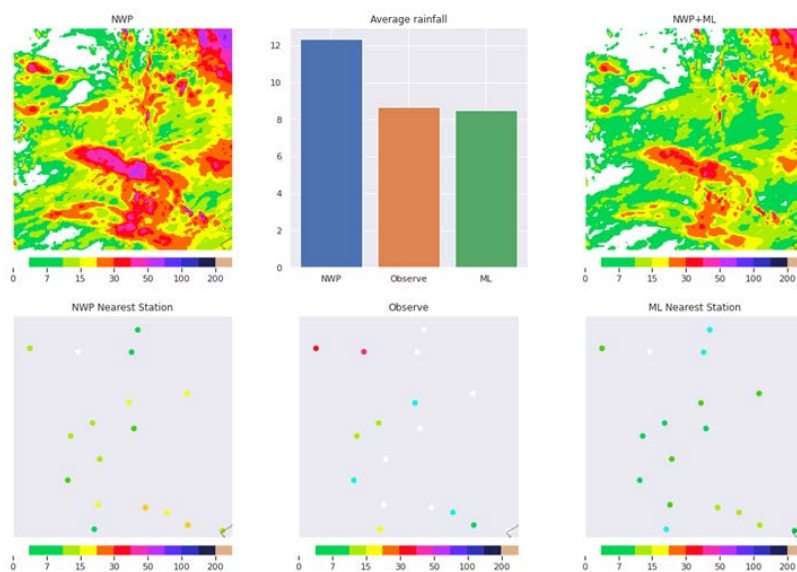 NWP
Average rainfall
NWP+ML
12
10
8
6
4
2
0
NWP Observe ML
0 7 15 30 50 100 200
0 7 15 30 50 100 200
NWP Nearest Station
Observe
ML Nearest Station
0 7 15 30 50 100 200
0 7 15 30 50 100 200
0 7 15 30 50 100 200